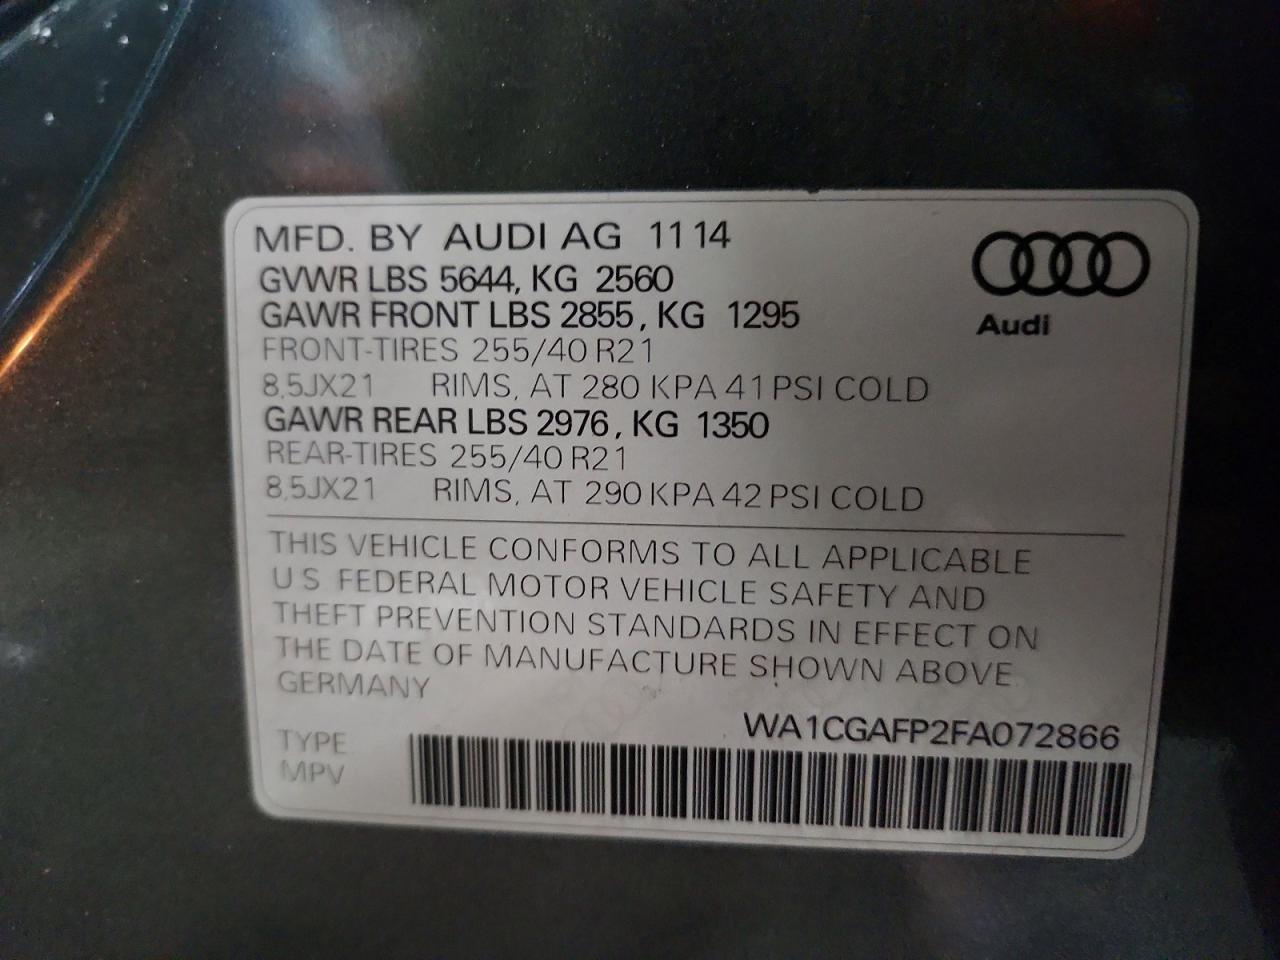 MFD. BY AUDI AG 11 14
GVWR LBS 5644, KG 2560
GAWR FRONT LBS 2855, KG 1295
FRONT-TIRES 255/40 R21
8,5JX21 RIMS, AT 280 KPA 41 PSI COLD
GAWR REAR LBS 2976, KG 1350
REAR-TIRES 255/40 R21
8,5JX21 RIMS, AT 290 KPA 42 PSI COLD
Audi
THIS VEHICLE CONFORMS TO ALL APPLICABLE
U S FEDERAL MOTOR VEHICLE SAFETY AND
THEFT PREVENTION STANDARDS IN EFFECT ON
THE DATE OF MANUFACTURE SHOWN ABOVE.
GERMANY
WA1CGAFP2FA072866
TYPE
MPV